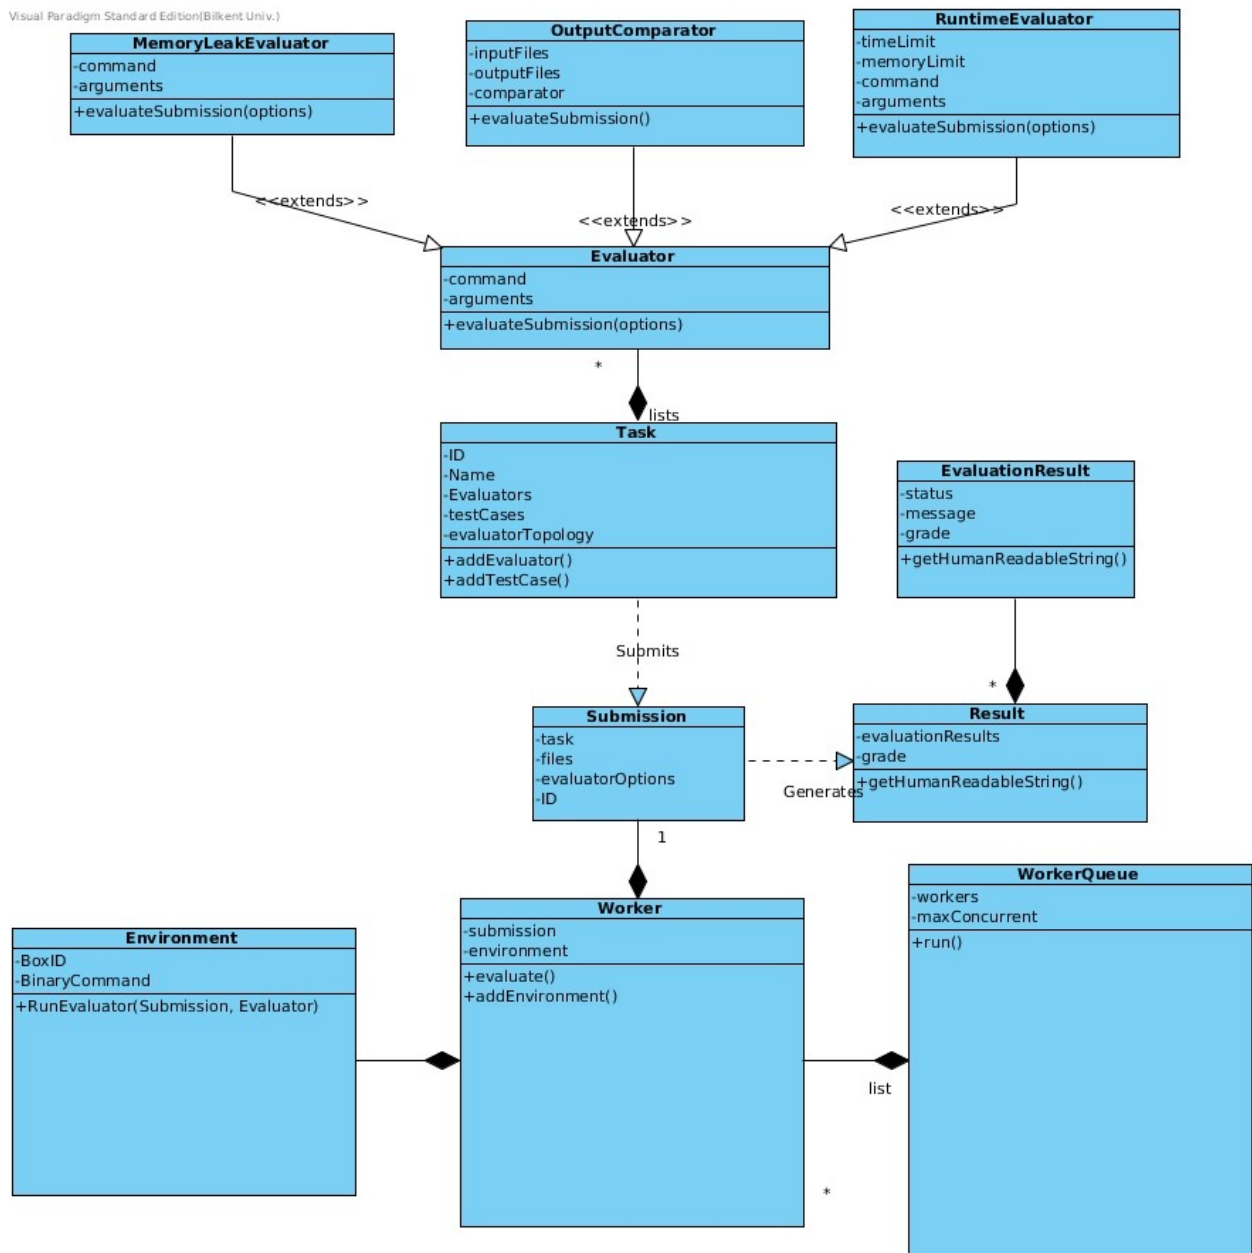 Visual Paradigm Standard Edition(Bilkent Univ.)
MemoryLeakEvaluator
-command
-arguments
+evaluateSubmission(options)
OutputComparator
-inputFiles
-outputFiles
-comparator
+evaluateSubmission()
RuntimeEvaluator
-timeLimit
-memoryLimit
-command
-arguments
+evaluateSubmission(options)
<<extends>>
<<extends>>
<<extends>>
Evaluator
-command
-arguments
+evaluateSubmission(options)
*
lists
Task
-ID
-Name
-Evaluators
-testCases
-evaluatorTopology
+addEvaluator()
+addTestCase()
EvaluationResult
-status
-message
-grade
+getHumanReadableString()
Submits
*
Submission
-task
-files
-evaluatorOptions
-ID
Generates
Result
-evaluationResults
-grade
+getHumanReadableString()
1
Environment
-BoxID
-BinaryCommand
+RunEvaluator(Submission, Evaluator)
Worker
-submission
-environment
+evaluate()
+addEnvironment()
WorkerQueue
-workers
-maxConcurrent
+run()
list
*